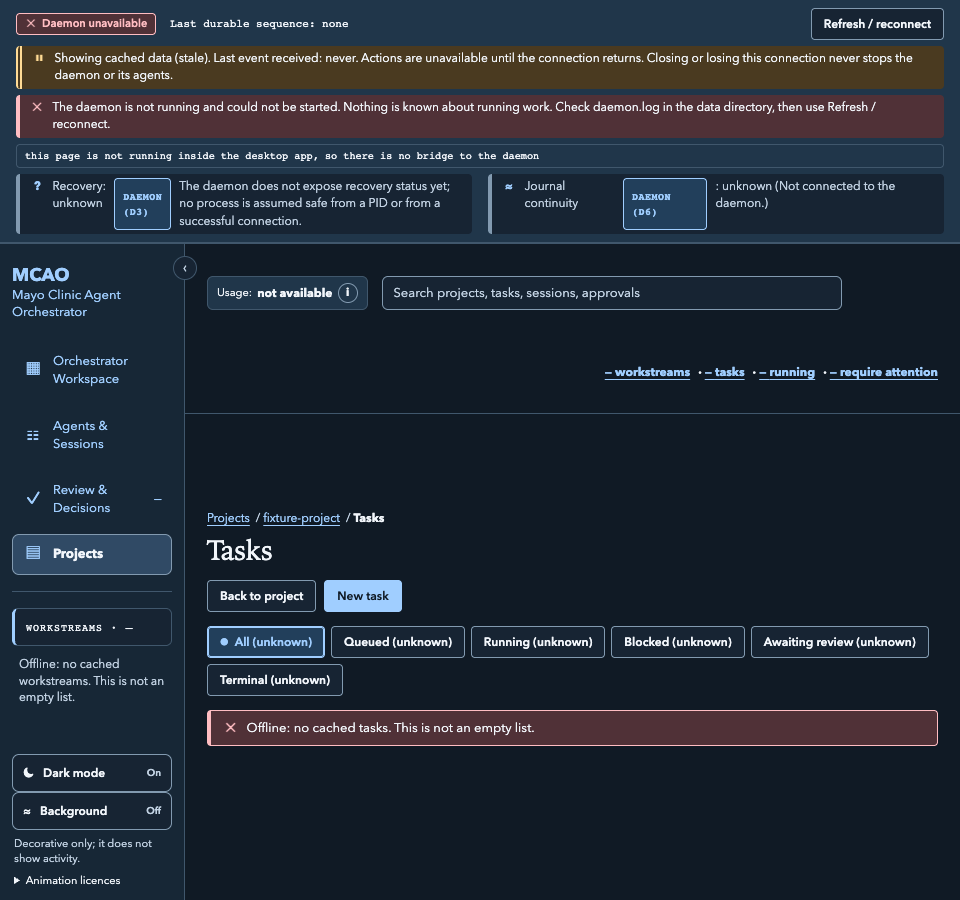 Daemon unavailable
Last durable sequence: none
Refresh / reconnect
Showing cached data (stale). Last event received: never. Actions are unavailable until the connection returns. Closing or losing this connection never stops the
daemon or its agents.
The daemon is not running and could not be started. Nothing is known about running work. Check daemon.log in the data directory, then use Refresh /
reconnect.
this page is not running inside the desktop app, so there is no bridge to the daemon
? Recovery:
unknown
DAEMON
(D3)
The daemon does not expose recovery status yet;
no process is assumed safe from a PID or from a
successful connection.
≈ Journal
continuity
DAEMON
(D6)
: unknown (Not connected to the
daemon.)
MCAO
Mayo Clinic Agent
Orchestrator
‹
Usage: not available i
Search projects, tasks, sessions, approvals
Orchestrator
Workspace
– workstreams • – tasks • – running • – require attention
Agents &
Sessions
Review &
Decisions –
Projects
WORKSTREAMS · —
Offline: no cached
workstreams. This is not an
empty list.
Projects / fixture-project / Tasks
Tasks
Back to project
New task
All (unknown)
Queued (unknown)
Running (unknown)
Blocked (unknown)
Awaiting review (unknown)
Terminal (unknown)
Offline: no cached tasks. This is not an empty list.
Dark mode On
≈ Background Off
Decorative only; it does not
show activity.
Animation licences